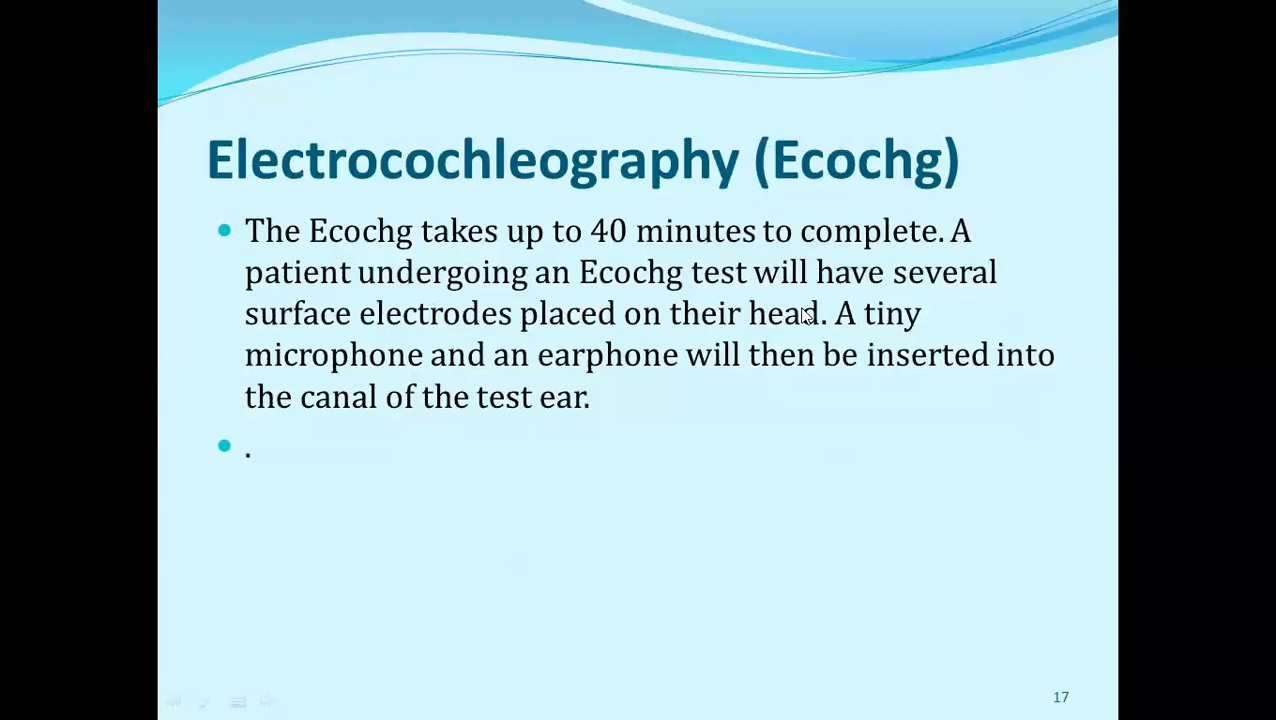 Electrocochleography (Ecochg)
• The Ecochg takes up to 40 minutes to complete. A
patient undergoing an Ecochg test will have several
surface electrodes placed on their head. A tiny
microphone and an earphone will then be inserted into
the canal of the test ear.
• .
17